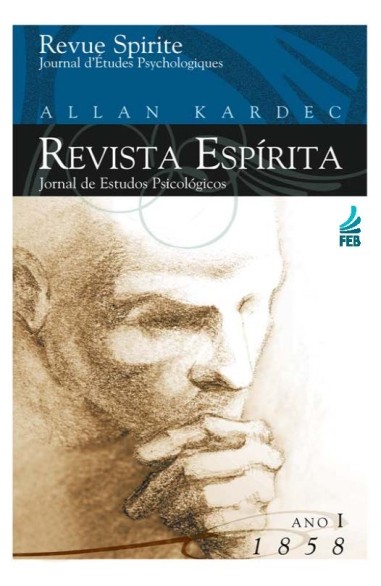 Revue Spirite
Journal d'Études Psychologiques
ALLAN KARDEC
REVISTA ESPÍRITA
Jornal de Estudos Psicológicos
FEB
ANO I
1858